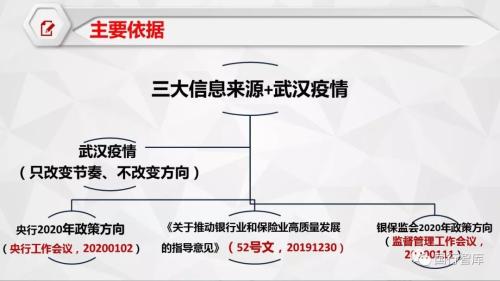 主要依据
三大信息来源+武汉疫情
武汉疫情
（只改变节奏、不改变方向）
央行2020年政策方向
（央行工作会议，20200102）
《关于推动银行业和保险业高质量发展
的指导意见》（52号文，20191230）
银保监会2020年政策方向
（监督管理工作会议，
20200111）
国行智库